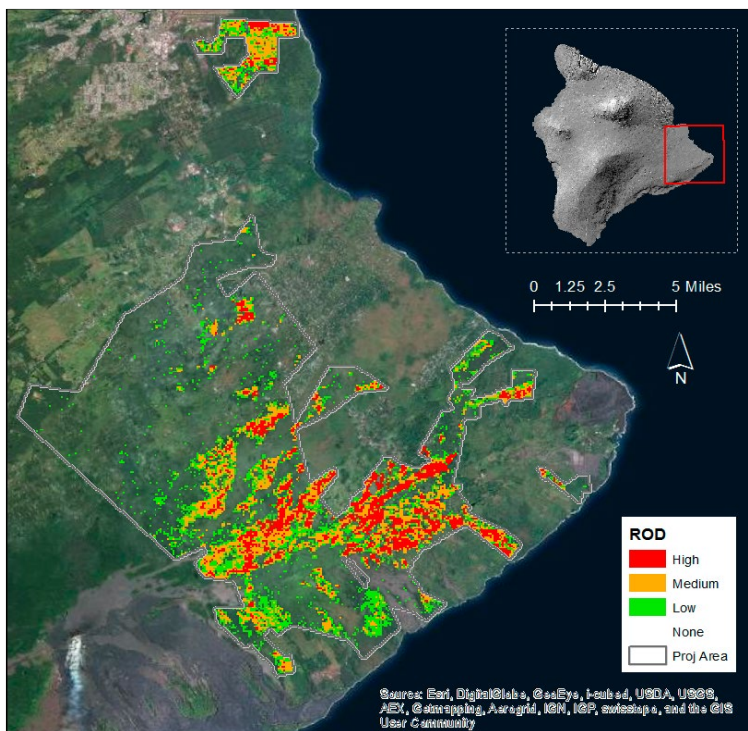 0 1.25 2.5 5 Miles
N
ROD
High
Medium
Low
None
Proj Area
Source: Esri, DigitalGlobe, GeoEye, i-cubed, USDA, USGS,
AEX, Getmapping, Aerogrid, IGN, IGP, swisstopo, and the GIS
User Community